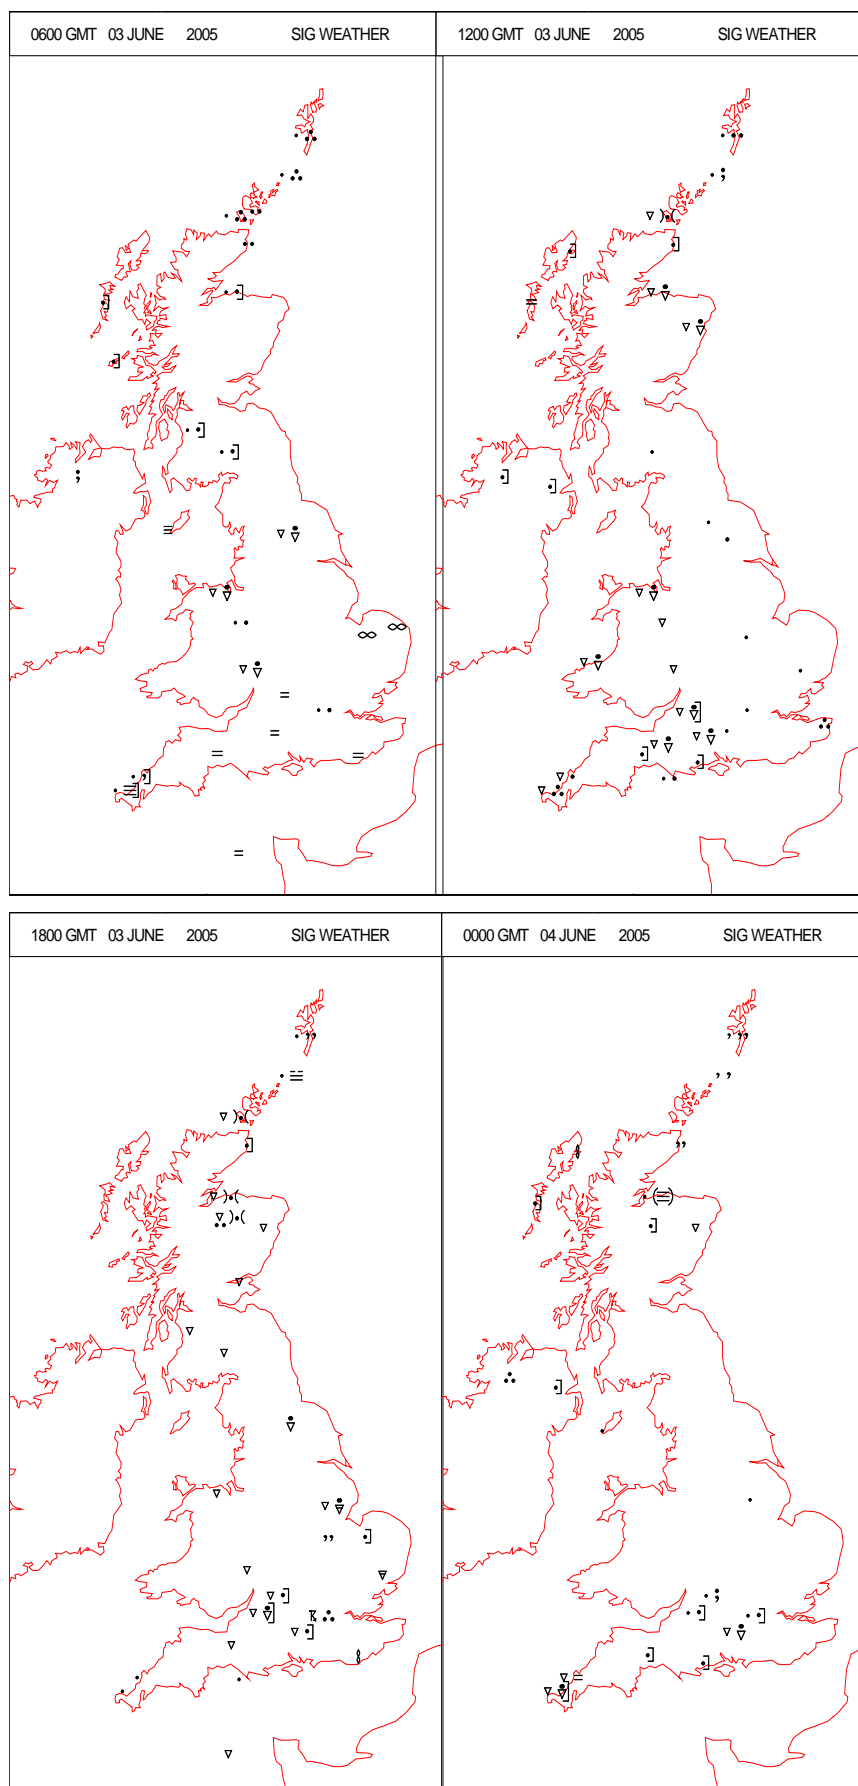 0600 GMT 03 JUNE 2005 SIG WEATHER
1200 GMT 03 JUNE 2005 SIG WEATHER
1800 GMT 03 JUNE 2005 SIG WEATHER
0000 GMT 04 JUNE 2005 SIG WEATHER